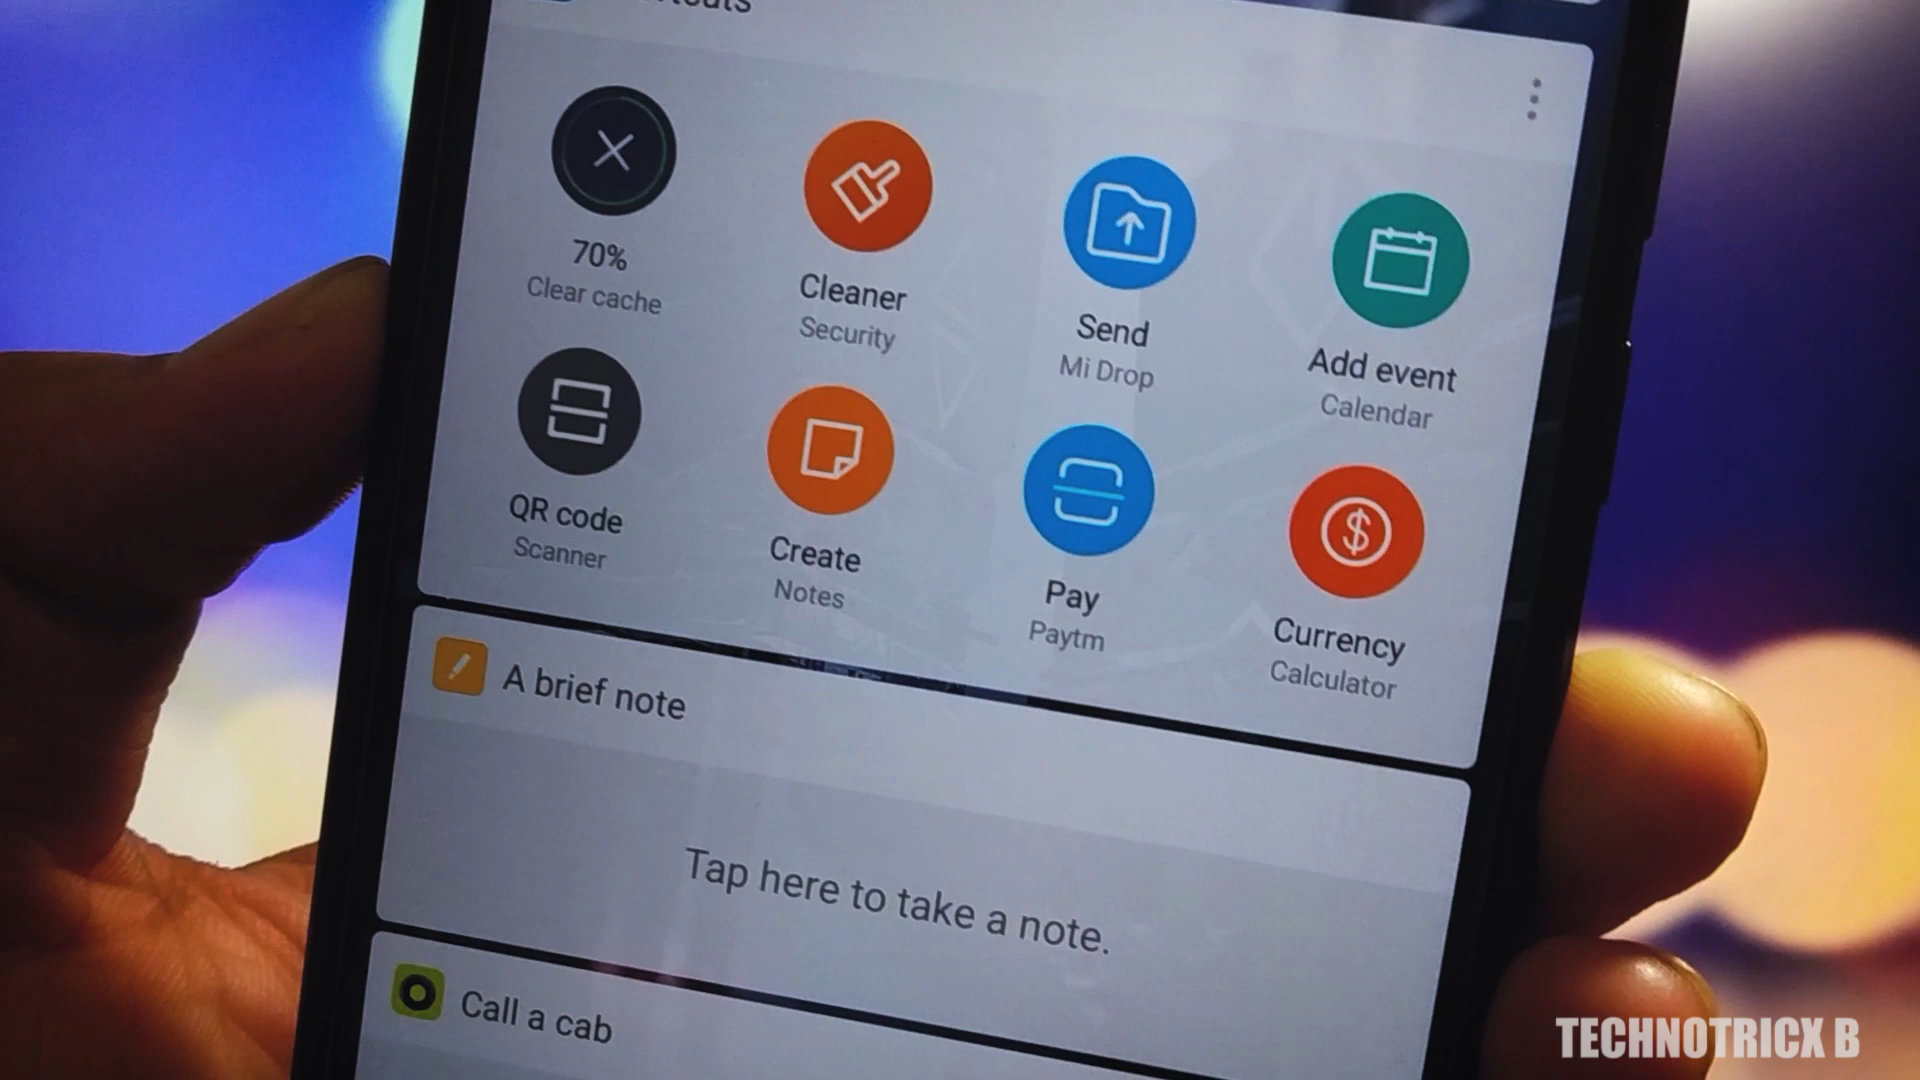 70%
Clear cache
Cleaner
Security
Send
Mi Drop
Add event
Calendar
QR code
Scanner
Create
Notes
Pay
Paytm
Currency
Calculator
A brief note
Tap here to take a note.
Call a cab
TECHNOTRICX B